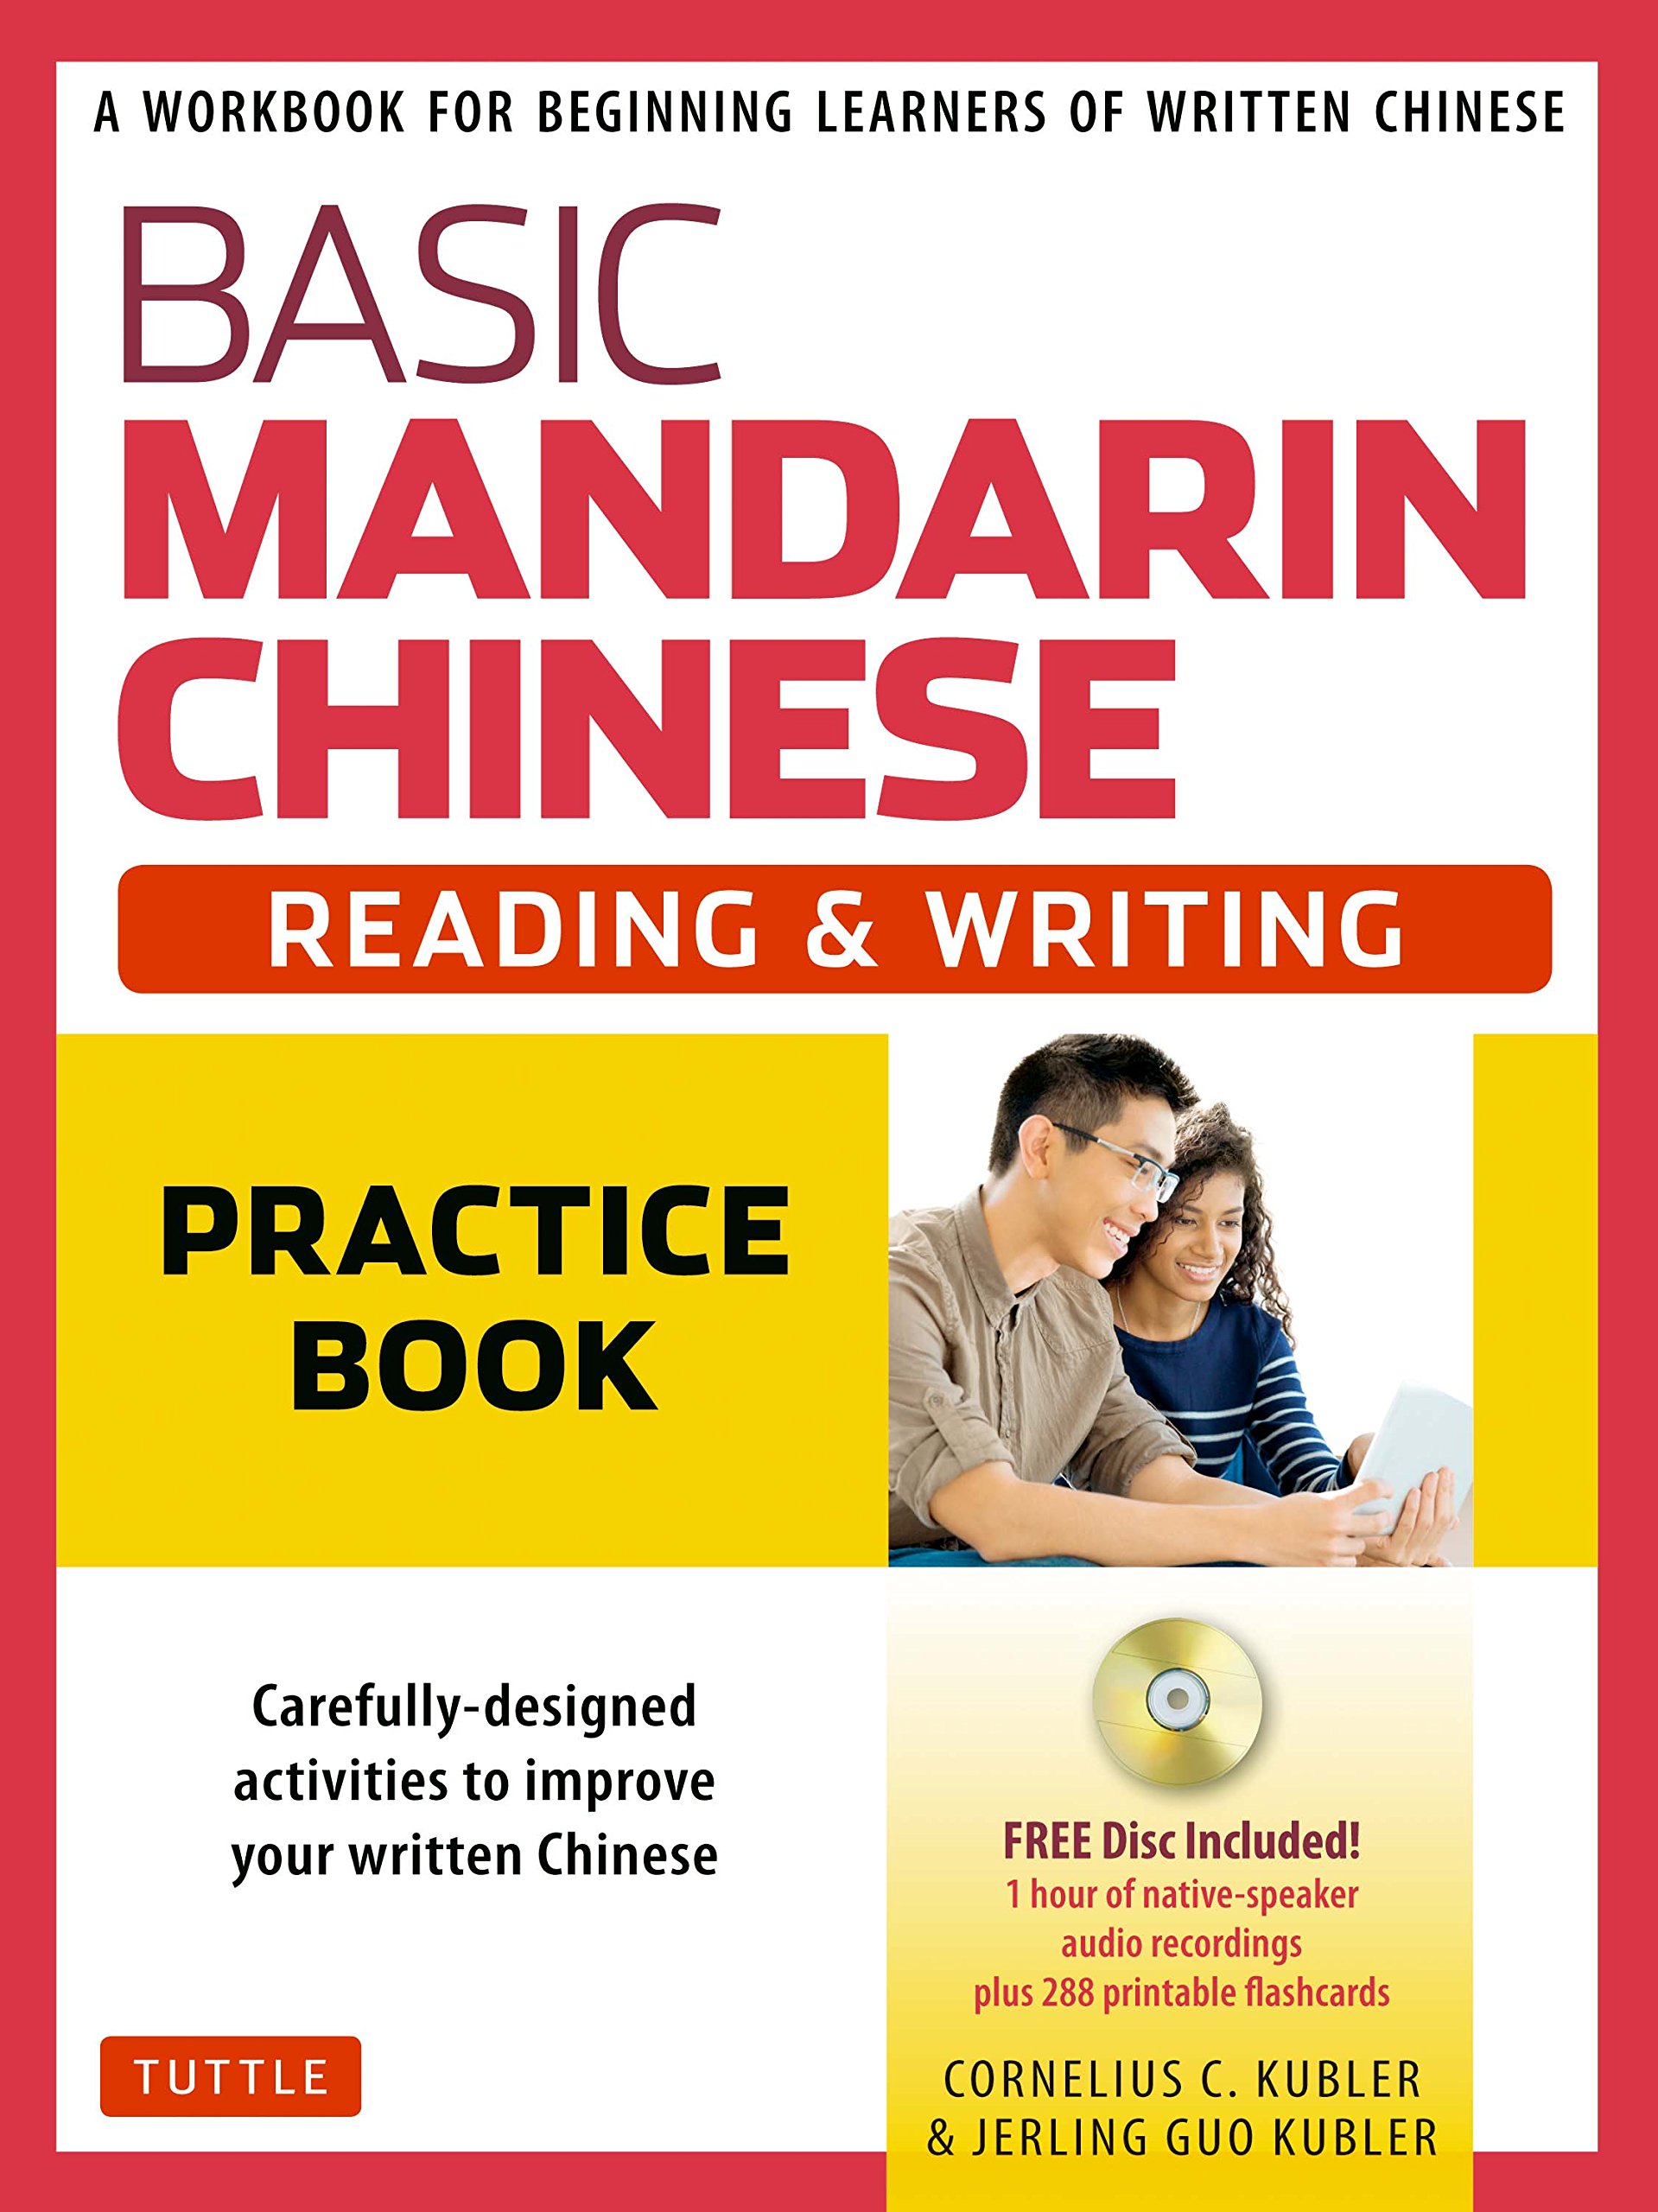 A WORKBOOK FOR BEGINNING LEARNERS OF WRITTEN CHINESE
BASIC
MANDARIN
CHINESE
READING & WRITING
PRACTICE
BOOK
Carefully-designed
activities to improve
your written Chinese
FREE Disc Included!
1 hour of native-speaker
audio recordings
plus 288 printable flashcards
CORNELIUS C. KUBLER
& JERLING GUO KUBLER
TUTTLE